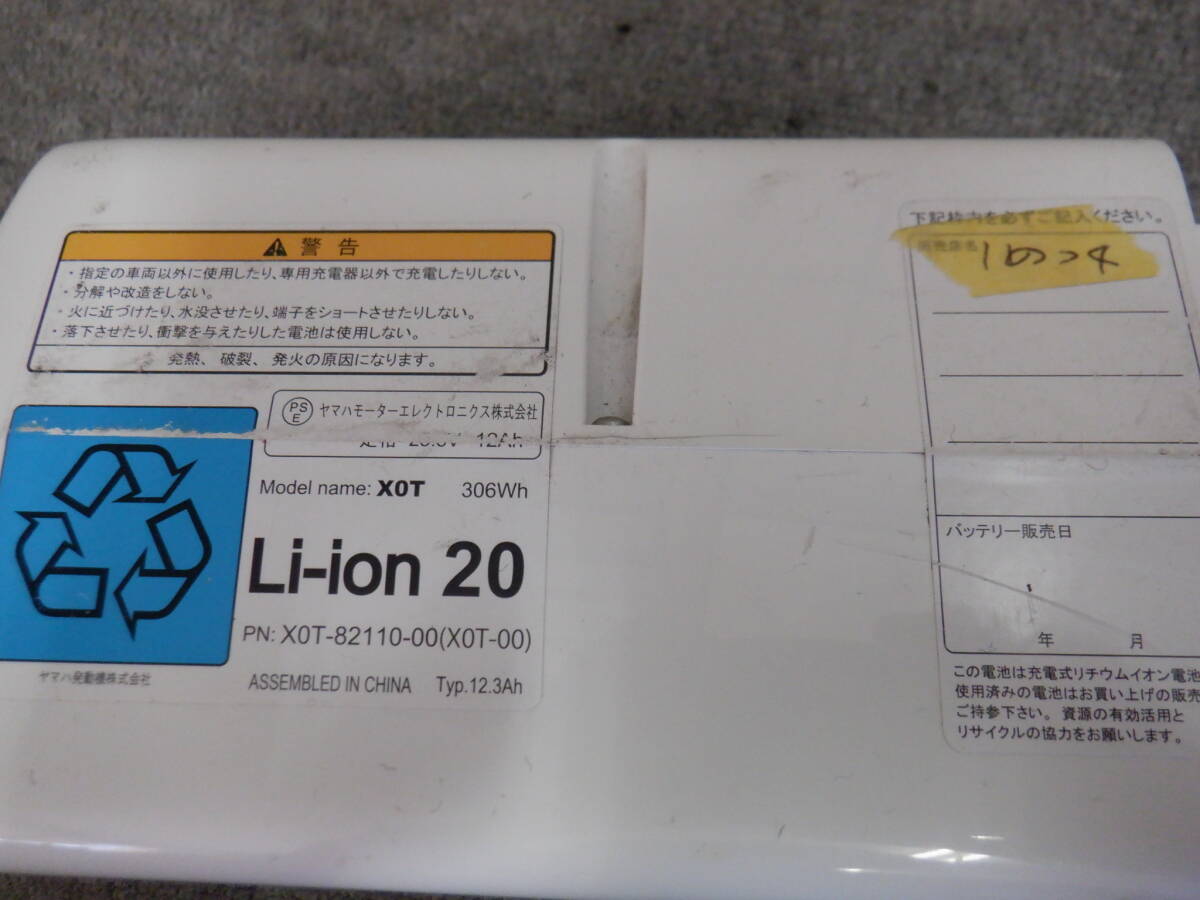 警告
・指定の車両以外に使用したり、専用充電器以外で充電したりしない。
・分解や改造をしない。
・火に近づけたり、水没させたり、端子をショートさせたりしない。
・落下させたり、衝撃を与えたりした電池は使用しない。
発熱、破裂、発火の原因になります。
PS
E
ヤマハモーターエレクトロニクス株式会社
12Ah
Model name: X0T 306Wh
Li-ion 20
PN: X0T-82110-00(X0T-00)
ASSEMBLED IN CHINA Typ.12.3Ah
ヤマハ発動機株式会社
下記枠内を必ずご記入ください。
販売店名
バッテリー販売日
年 月
この電池は充電式リチウムイオン電池
使用済みの電池はお買い上げの販売
ご持参下さい。資源の有効活用と
リサイクルの協力をお願いします。